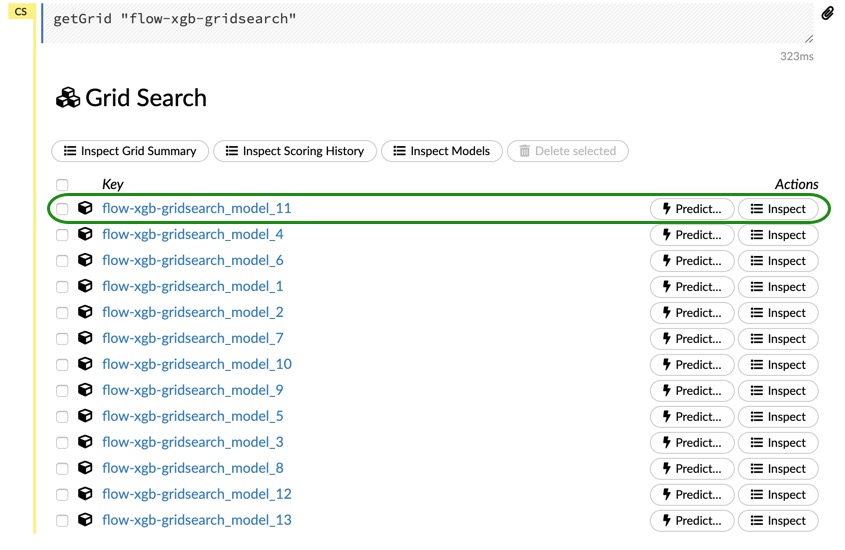 CS
getGrid "flow-xgb-gridsearch"
323ms
Grid Search
Inspect Grid Summary Inspect Scoring History Inspect Models Delete selected
Key Actions
flow-xgb-gridsearch_model_11 Predict... Inspect
flow-xgb-gridsearch_model_4 Predict... Inspect
flow-xgb-gridsearch_model_6 Predict... Inspect
flow-xgb-gridsearch_model_1 Predict... Inspect
flow-xgb-gridsearch_model_2 Predict... Inspect
flow-xgb-gridsearch_model_7 Predict... Inspect
flow-xgb-gridsearch_model_10 Predict... Inspect
flow-xgb-gridsearch_model_9 Predict... Inspect
flow-xgb-gridsearch_model_5 Predict... Inspect
flow-xgb-gridsearch_model_3 Predict... Inspect
flow-xgb-gridsearch_model_8 Predict... Inspect
flow-xgb-gridsearch_model_12 Predict... Inspect
flow-xgb-gridsearch_model_13 Predict... Inspect